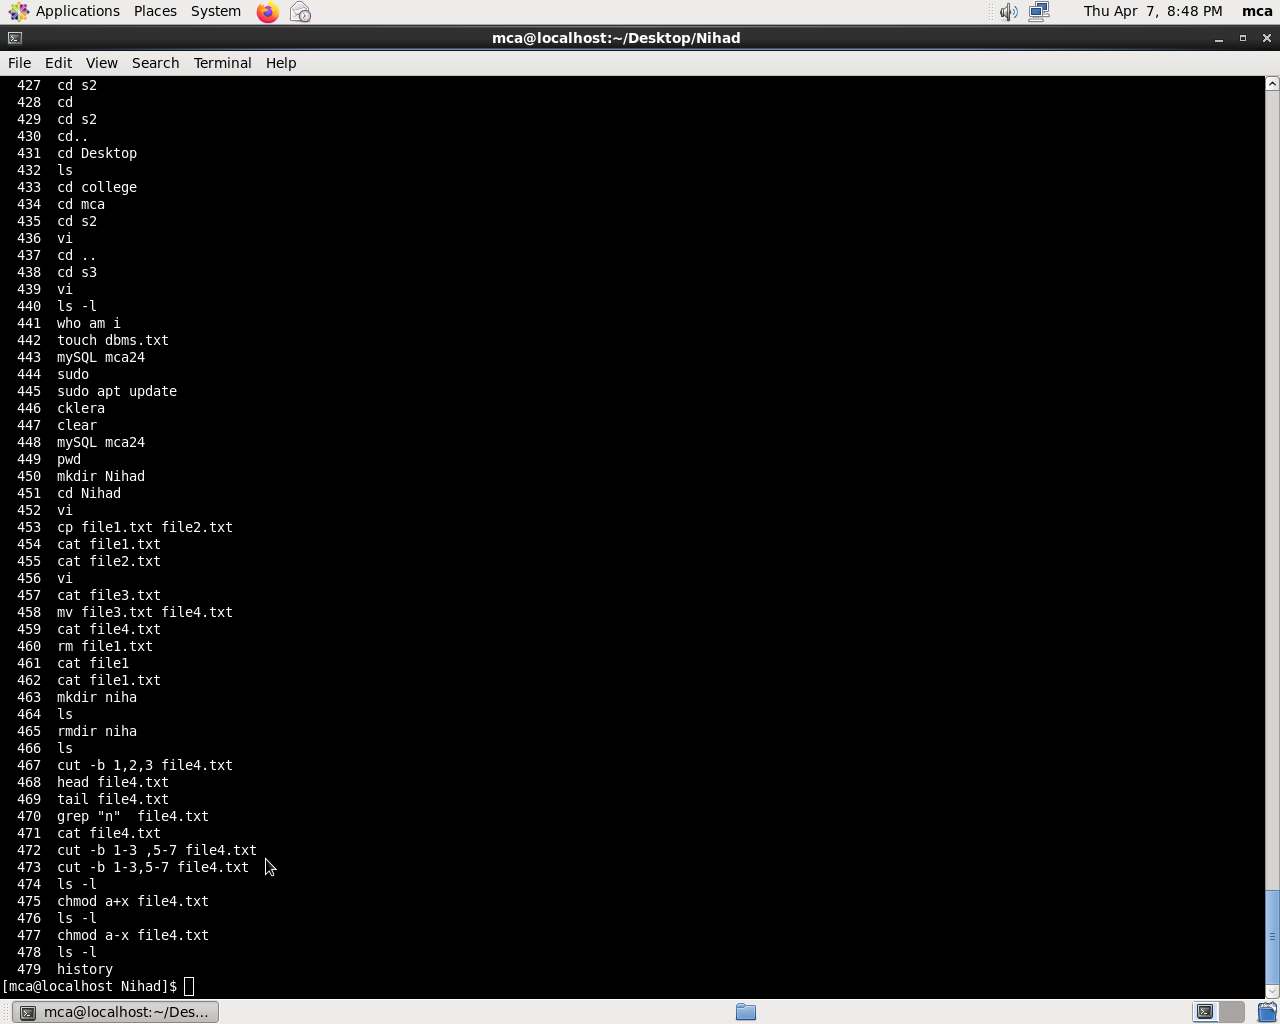 Applications Places System Thu Apr 7, 8:48 PM mca
mca@localhost:~/Desktop/Nihad
File Edit View Search Terminal Help
427 cd s2
428 cd
429 cd s2
430 cd..
431 cd Desktop
432 ls
433 cd college
434 cd mca
435 cd s2
436 vi
437 cd ..
438 cd s3
439 vi
440 ls -l
441 who am i
442 touch dbms.txt
443 mySQL mca24
444 sudo
445 sudo apt update
446 cklera
447 clear
448 mySQL mca24
449 pwd
450 mkdir Nihad
451 cd Nihad
452 vi
453 cp file1.txt file2.txt
454 cat file1.txt
455 cat file2.txt
456 vi
457 cat file3.txt
458 mv file3.txt file4.txt
459 cat file4.txt
460 rm file1.txt
461 cat file1
462 cat file1.txt
463 mkdir niha
464 ls
465 rmdir niha
466 ls
467 cut -b 1,2,3 file4.txt
468 head file4.txt
469 tail file4.txt
470 grep "n"  file4.txt
471 cat file4.txt
472 cut -b 1-3 ,5-7 file4.txt
473 cut -b 1-3,5-7 file4.txt
474 ls -l
475 chmod a+x file4.txt
476 ls -l
477 chmod a-x file4.txt
478 ls -l
479 history
[mca@localhost Nihad]$
mca@localhost:~/Des...